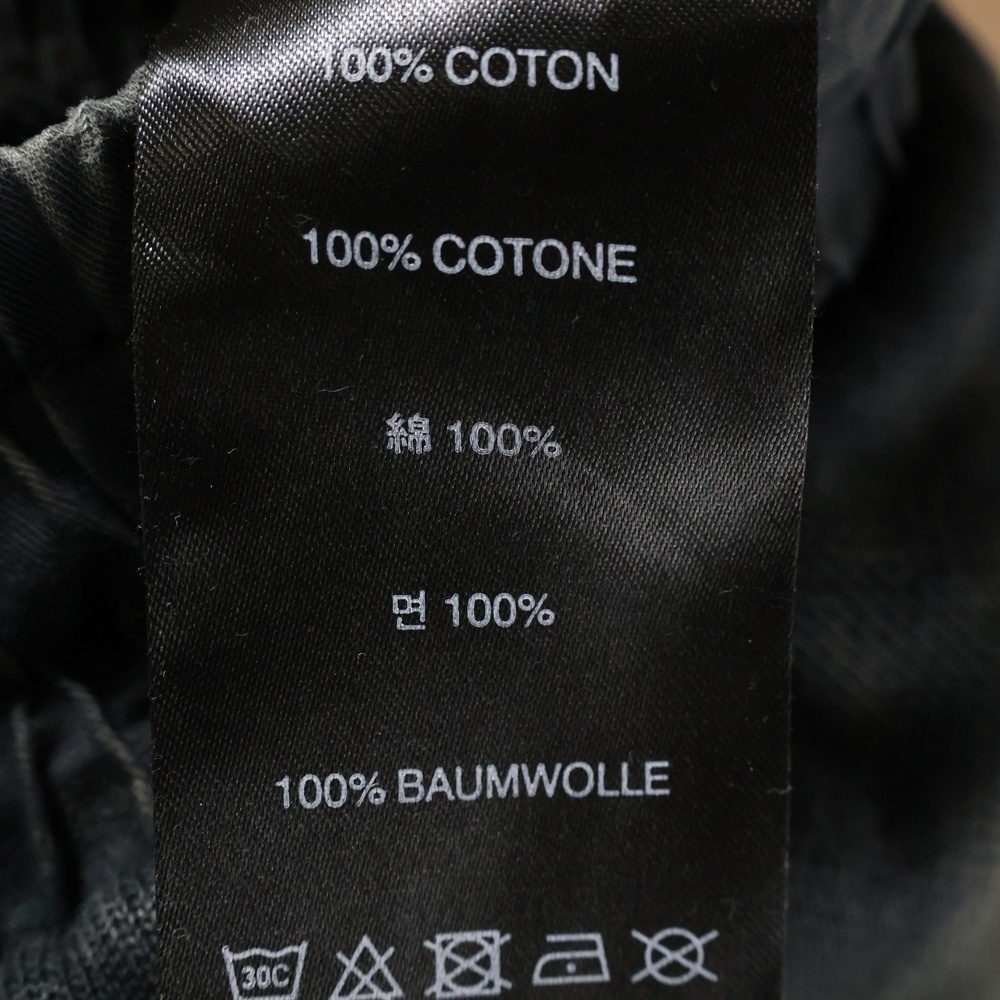 100% COTON
100% COTONE
綿 100%
면 100%
100% BAUMWOLLE
30C